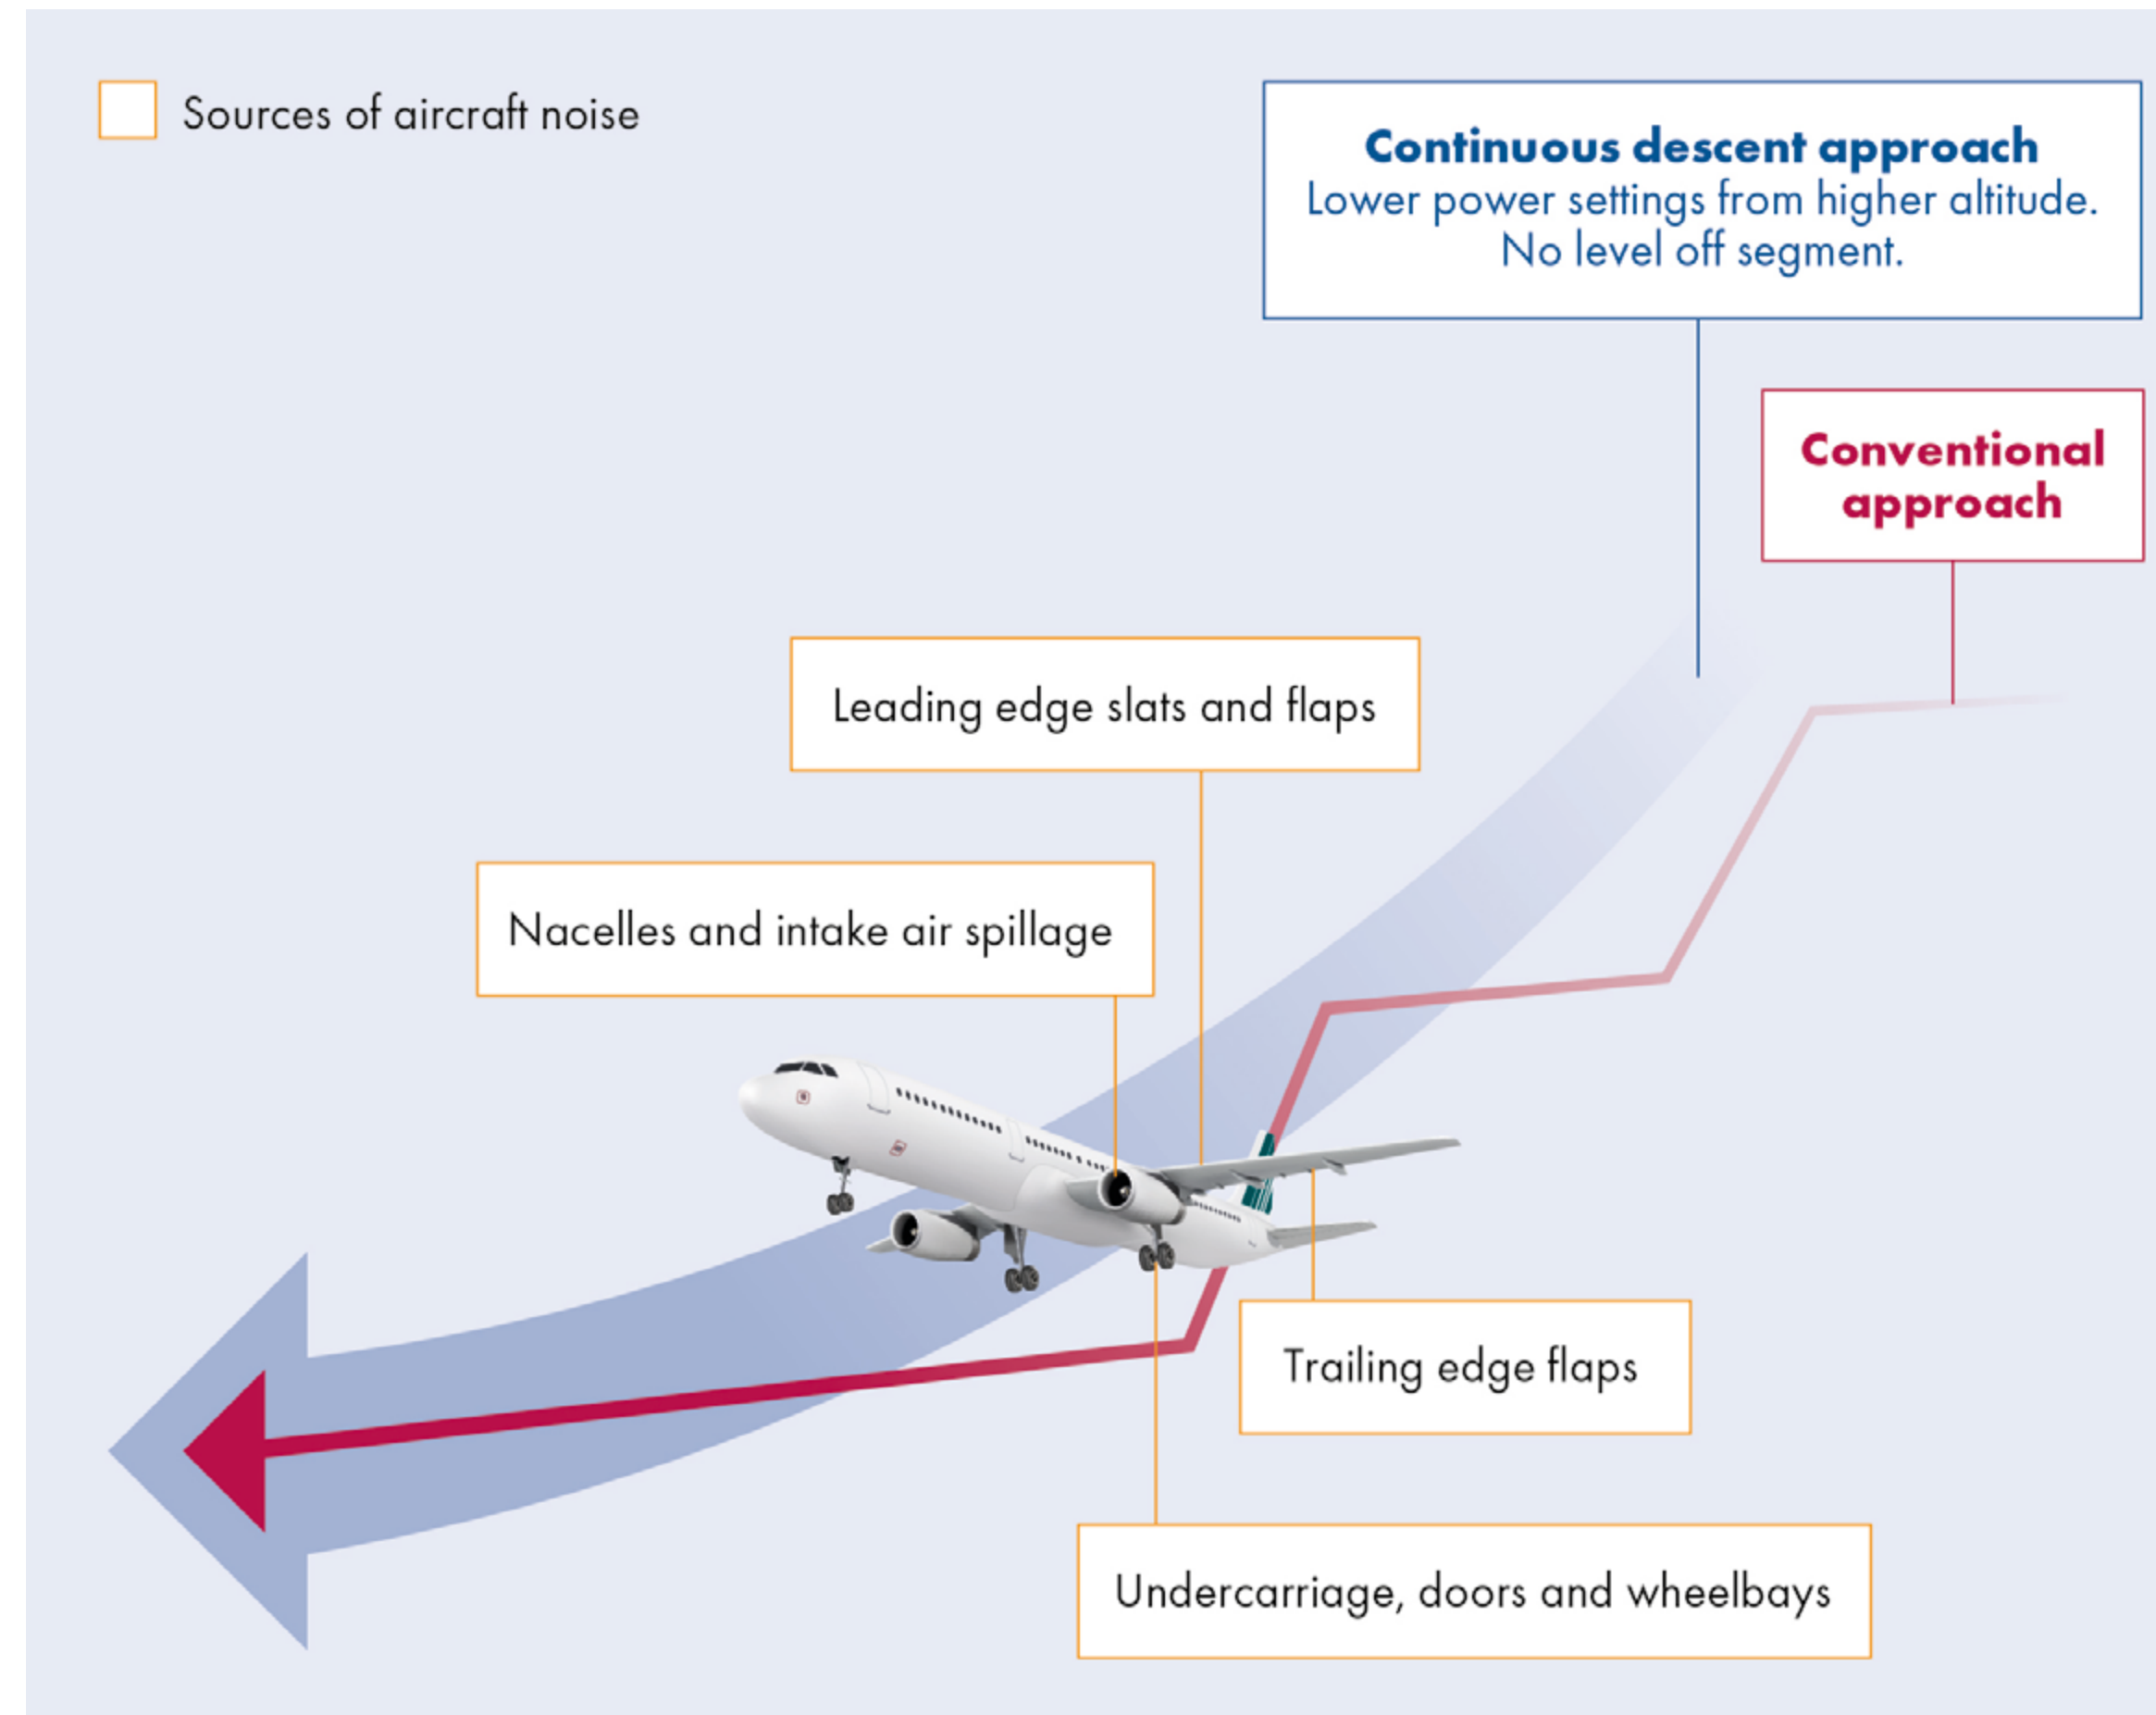 Sources of aircraft noise
Continuous descent approach
Lower power settings from higher altitude.
No level off segment.
Conventional
approach
Leading edge slats and flaps
Nacelles and intake air spillage
Trailing edge flaps
Undercarriage, doors and wheelbays